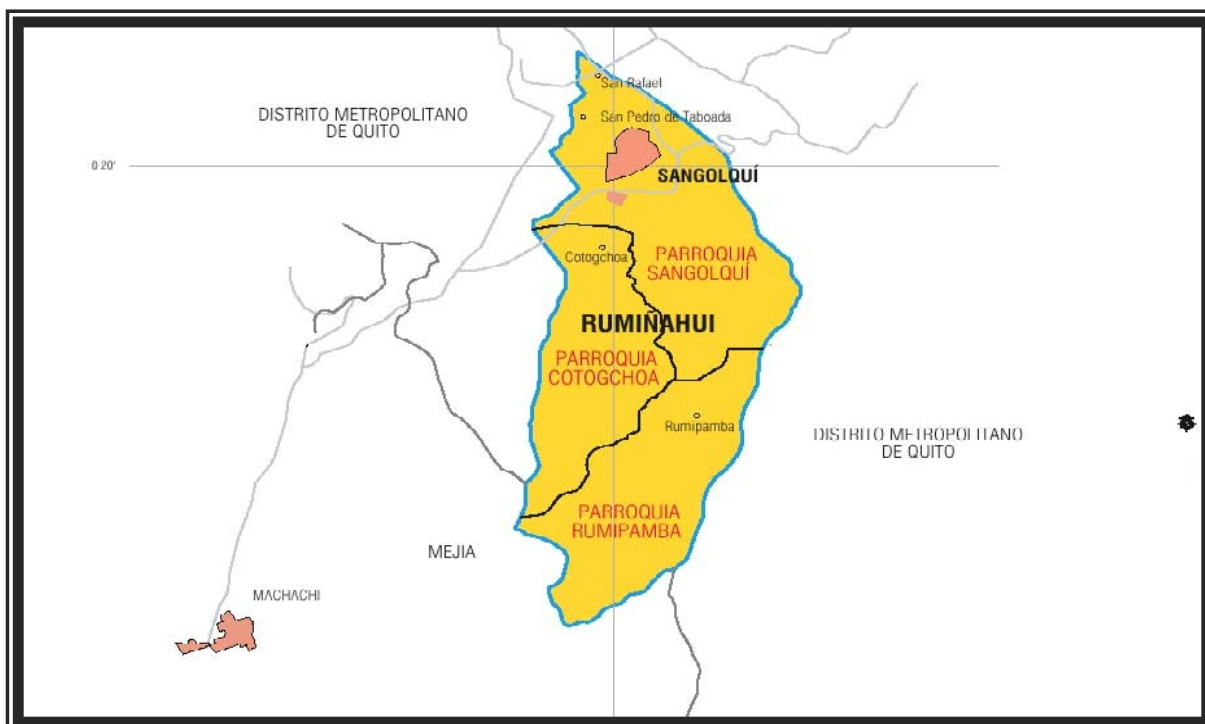 San Rafael
DISTRITO METROPOLITANO
DE QUITO
San Pedro de Taboada
0 20'
SANGOLQUÍ
Cotogchoa
PARROQUIA
SANGOLQUÍ
RUMIÑAHUI
PARROQUIA
COTOGCHOA
Rumipamba
DISTRITO METROPOLITANO
DE QUITO
PARROQUIA
RUMIPAMBA
MEJIA
MACHACHI